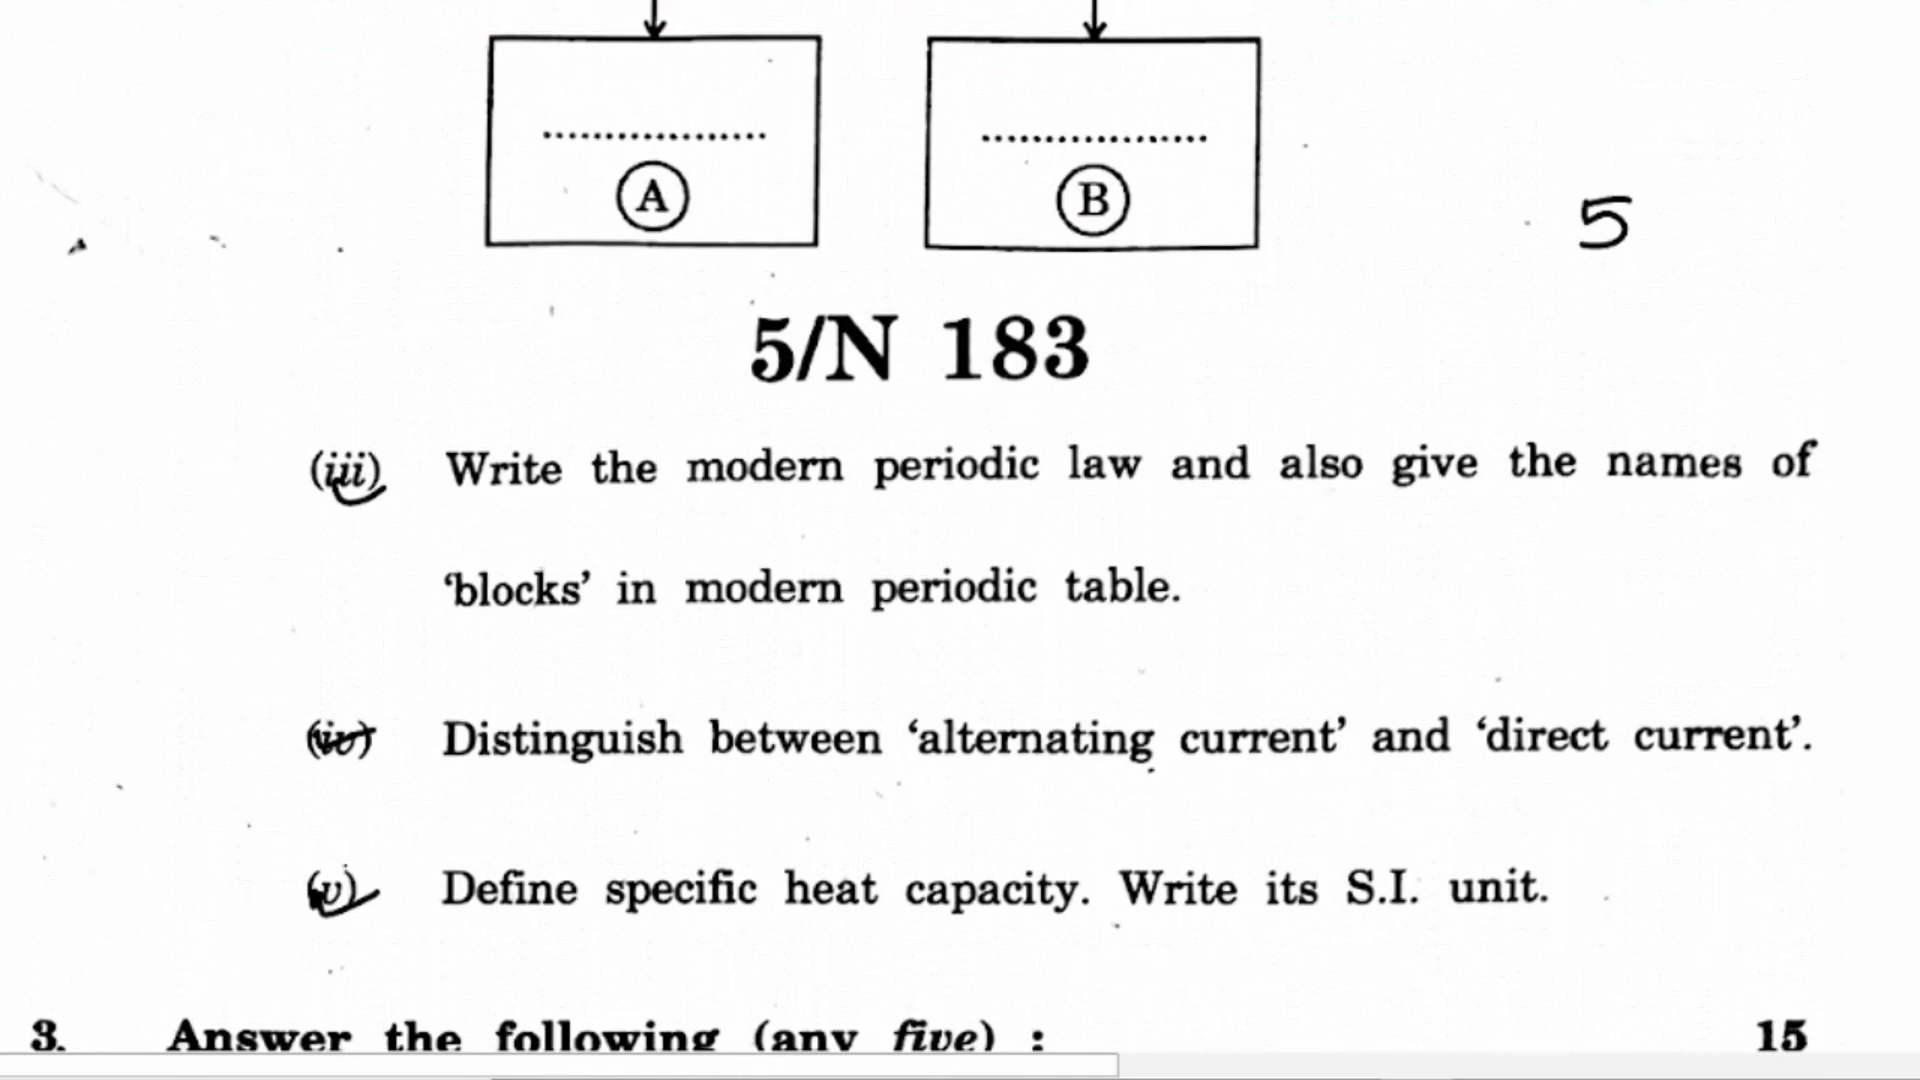 ................. .................
A B
5
5/N 183
(iii) Write the modern periodic law and also give the names of
‘blocks’ in modern periodic table.
(iv) Distinguish between ‘alternating current’ and ‘direct current’.
(v) Define specific heat capacity. Write its S.I. unit.
3. Answer the following (any five) : 15